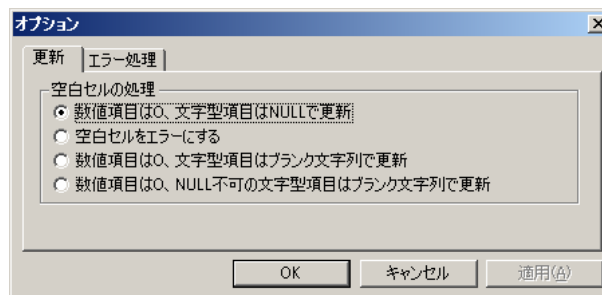 オプション
更新
エラー処理
空白セルの処理
数値項目は0、文字型項目はNULLで更新
空白セルをエラーにする
数値項目は0、文字型項目はブランク文字列で更新
数値項目は0、NULL不可の文字型項目はブランク文字列で更新
OK
キャンセル
適用(A)